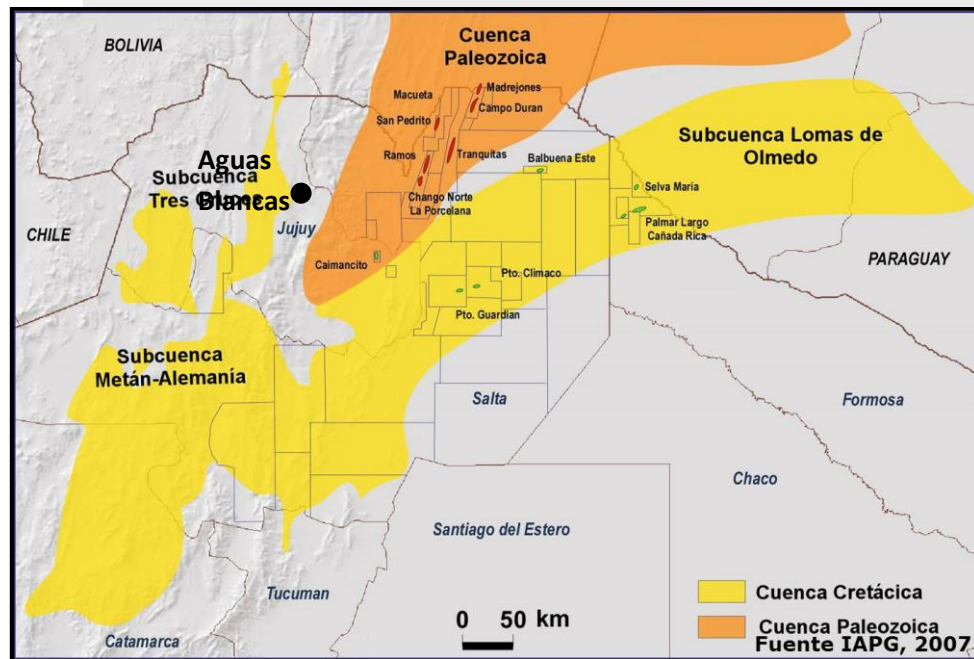 BOLIVIA
Cuenca
Paleozoica
Madrejones
Macueta
Campo Duran
San Pedrito
Ramos
Tranquitas
Chango Norte
La Porcelana
Balbuena Este
Subcuenca Lomas de
Olmedo
Selva María
Palmar Largo
Cañada Rica
Aguas
Blancas
Subcuenca
Tres Cruces
Jujuy
CHILE
Caimancito
PARAGUAY
Pto. Climaco
Pto. Guardian
Subcuenca
Metán-Alemanía
Salta
Formosa
Chaco
Santiago del Estero
Tucuman
Catamarca
0 50 km
Cuenca Cretácica
Cuenca Paleozoica
Fuente IAPG, 2007